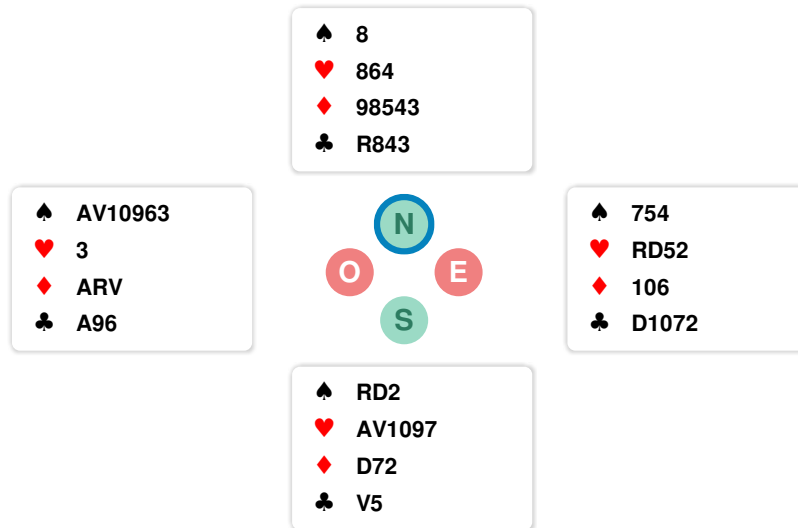 ♠ 8
♥ 864
♦ 98543
♣ R843
♠ AV10963
♥ 3
♦ ARV
♣ A96
N
O E
S
♠ 754
♥ RD52
♦ 106
♣ D1072
♠ RD2
♥ AV1097
♦ D72
♣ V5